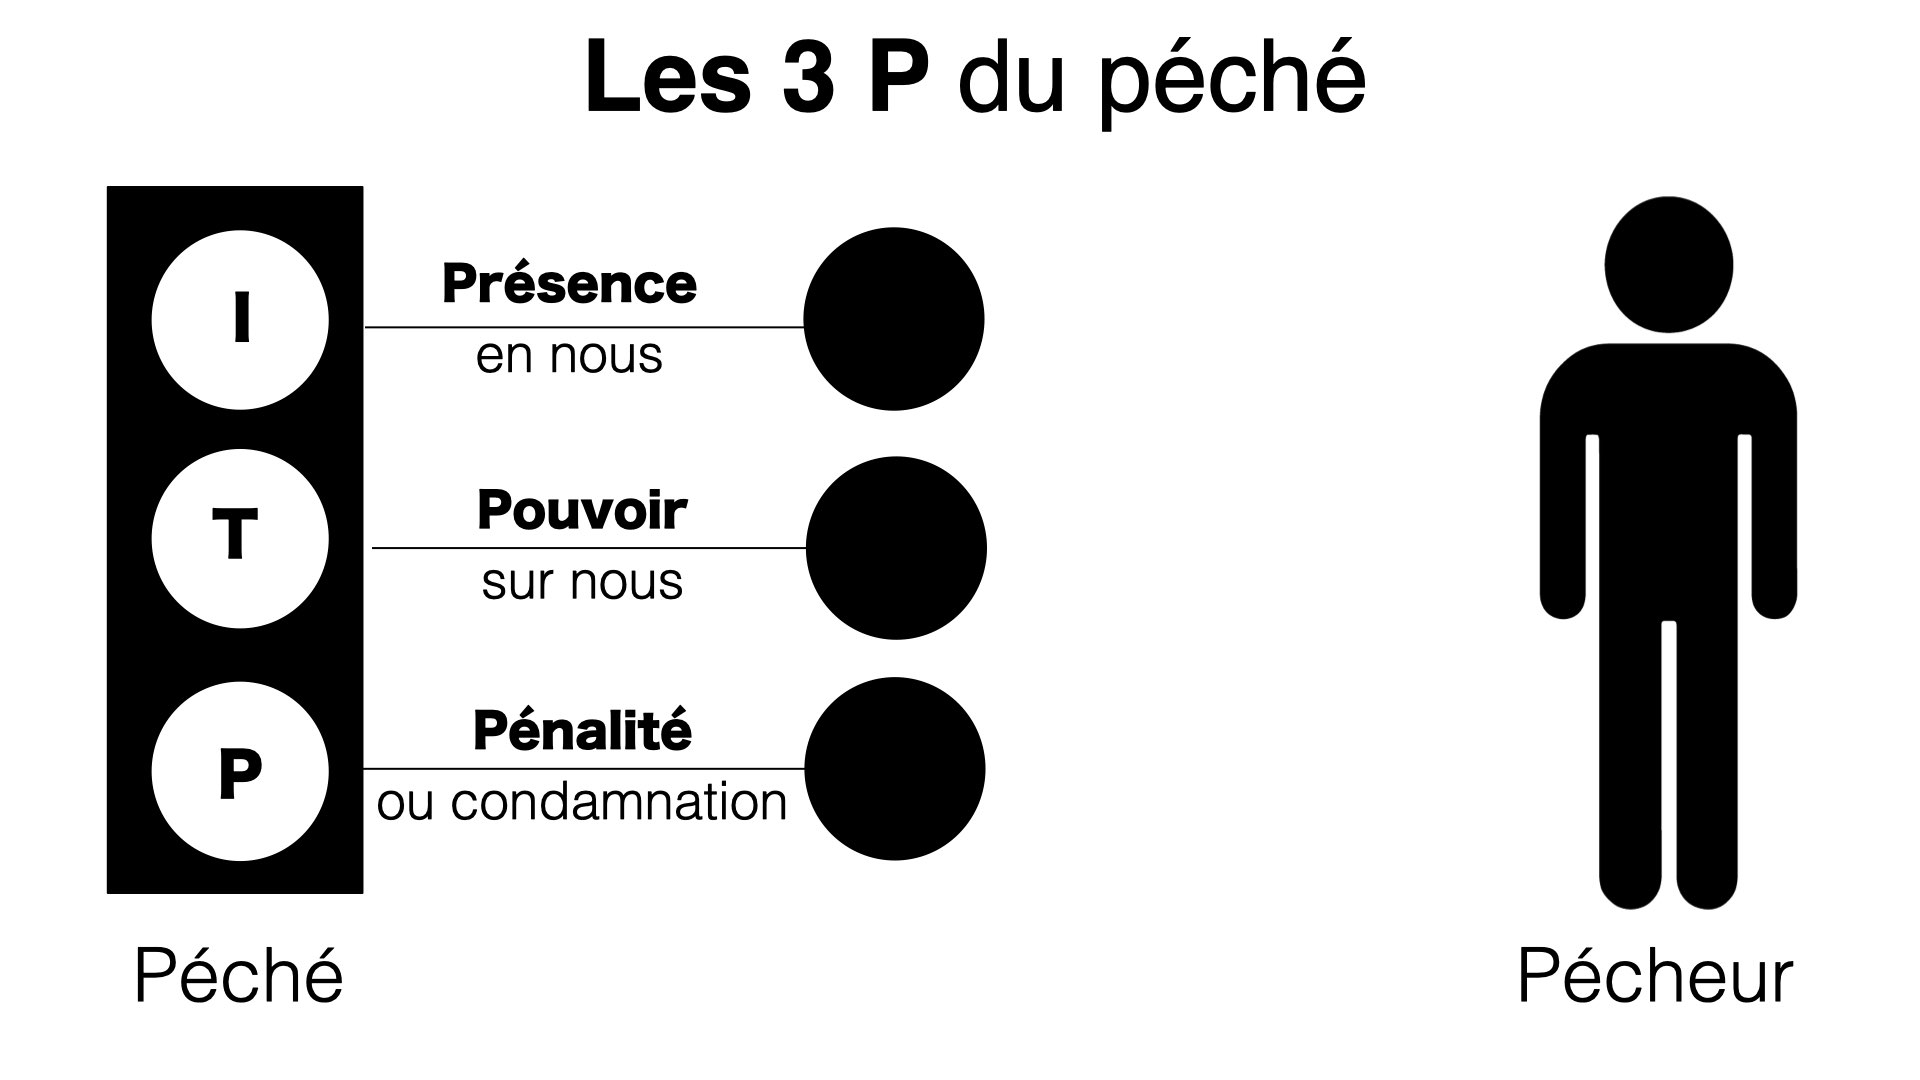 Les 3 P du péché
I
Présence
en nous
T
Pouvoir
sur nous
P
Pénalité
ou condamnation
Péché
Pécheur